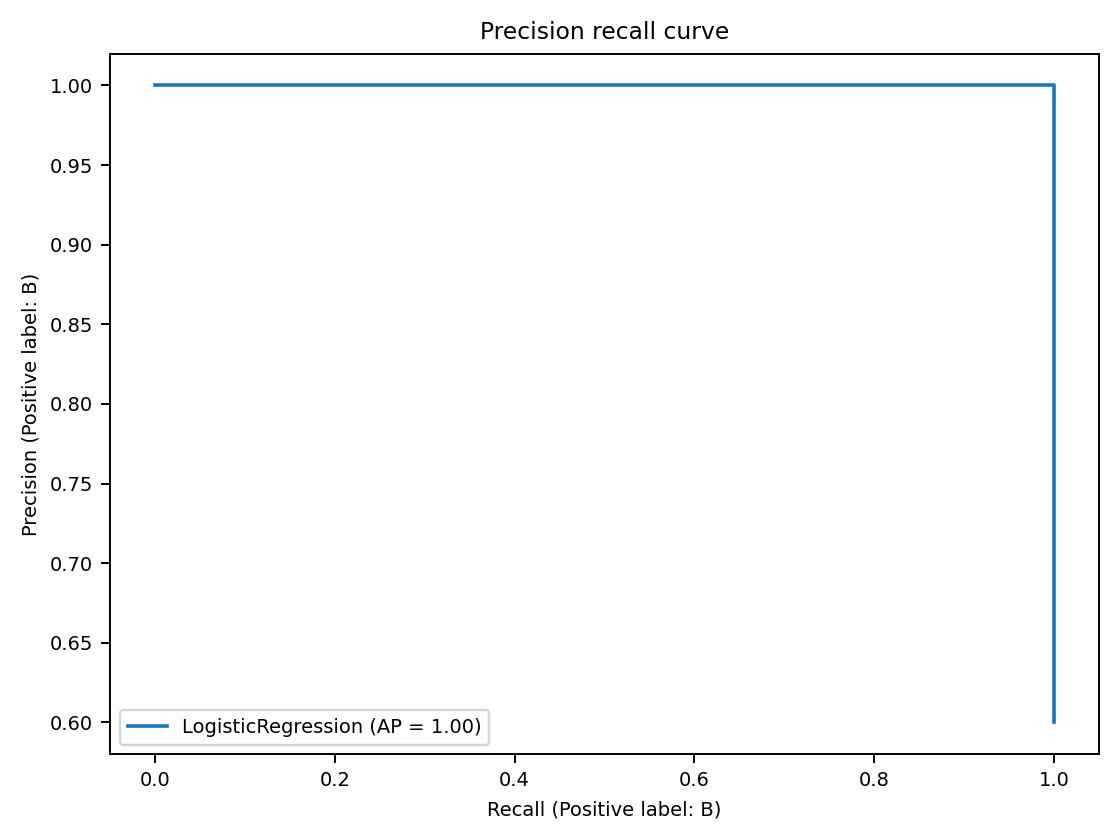 Precision recall curve
1.00
0.95
0.90
0.85
0.80
0.75
0.70
0.65
0.60
Precision (Positive label: B)
LogisticRegression (AP = 1.00)
0.0 0.2 0.4 0.6 0.8 1.0
Recall (Positive label: B)